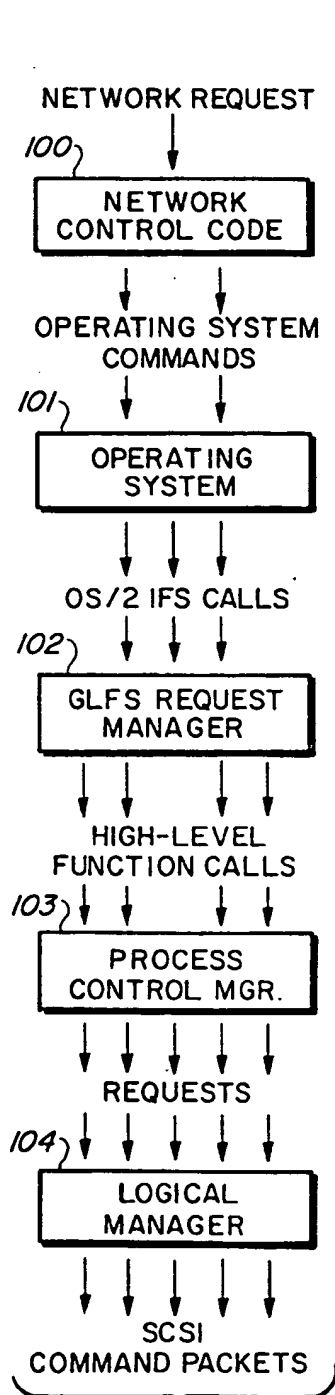 NETWORK REQUEST
100
NETWORK
CONTROL CODE
OPERATING SYSTEM
COMMANDS
101
OPERATING
SYSTEM
OS/2 IFS CALLS
102
GLFS REQUEST
MANAGER
HIGH-LEVEL
FUNCTION CALLS
103
PROCESS
CONTROL MGR.
REQUESTS
104
LOGICAL
MANAGER
SCSI
COMMAND PACKETS